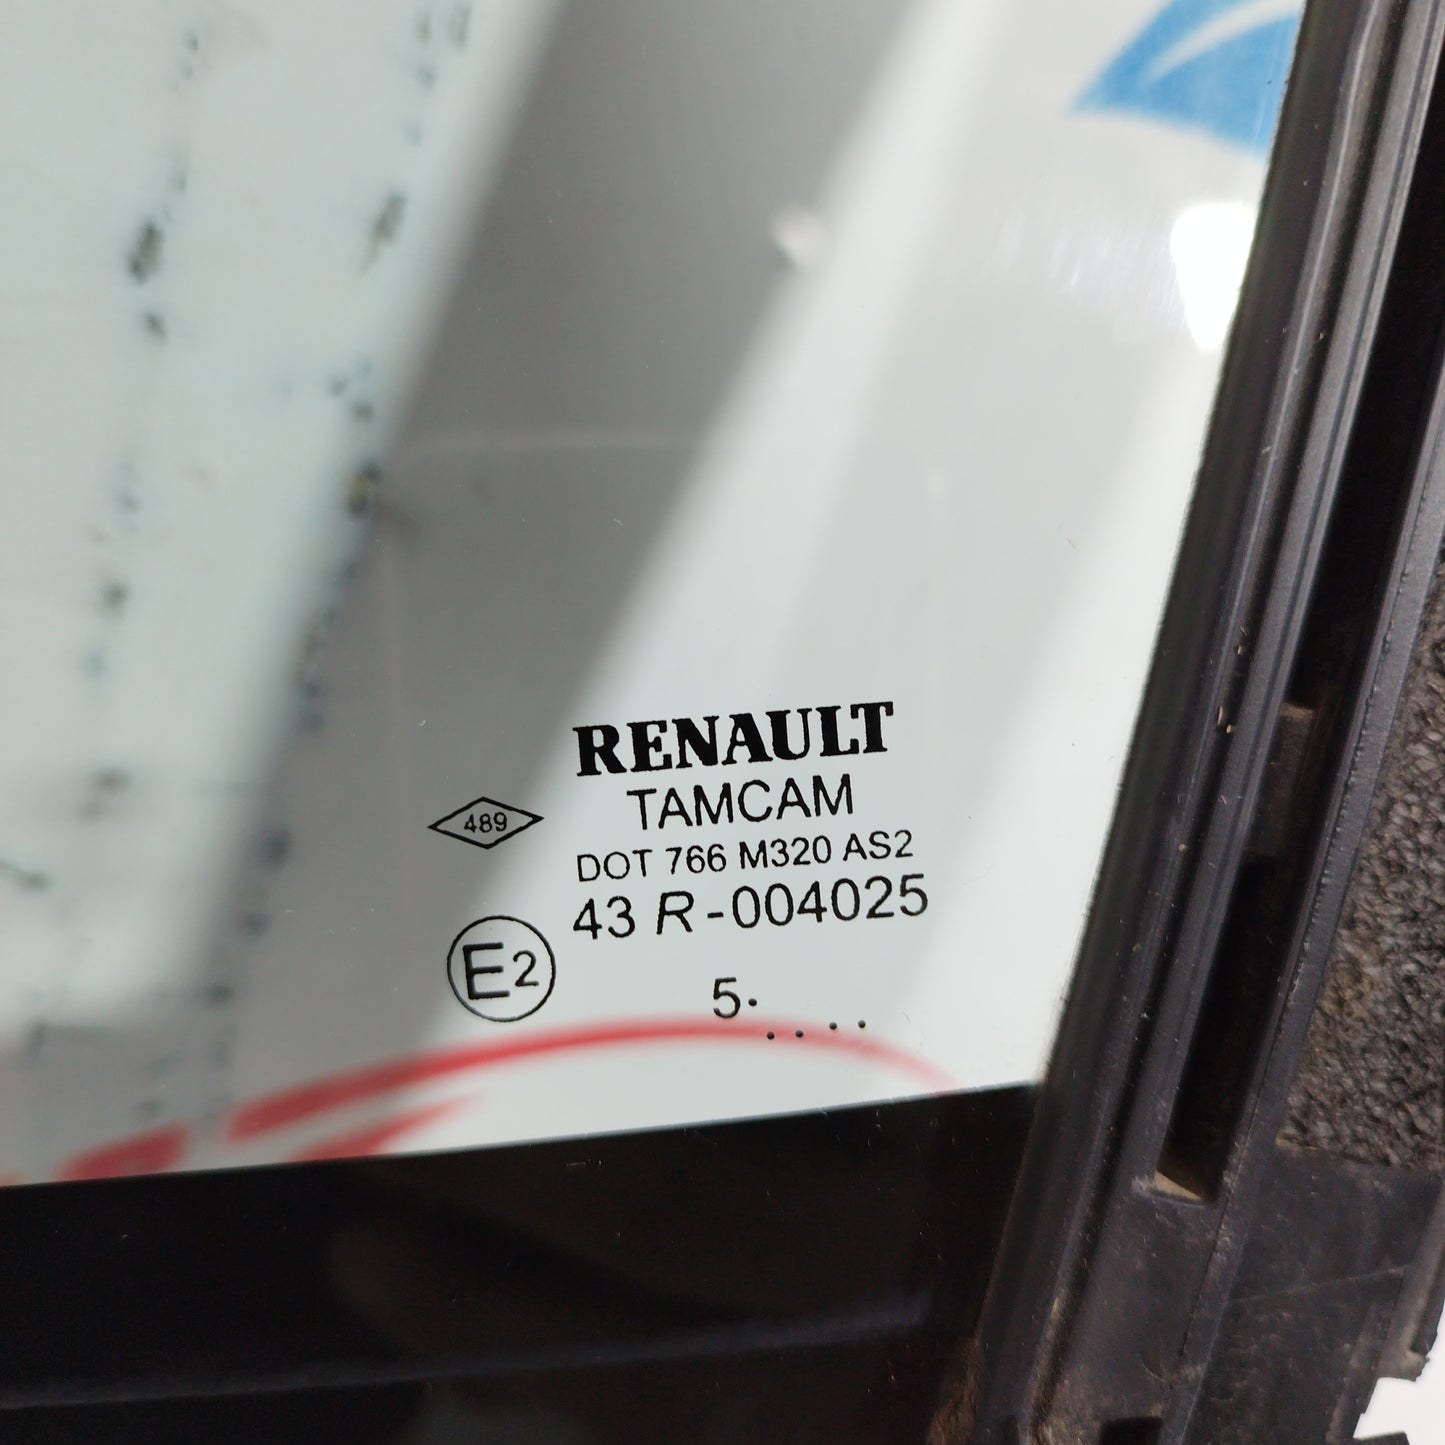 RENAULT
TAMCAM
489
DOT 766 M320 AS2
43 R-004025
E2
5· .. ..